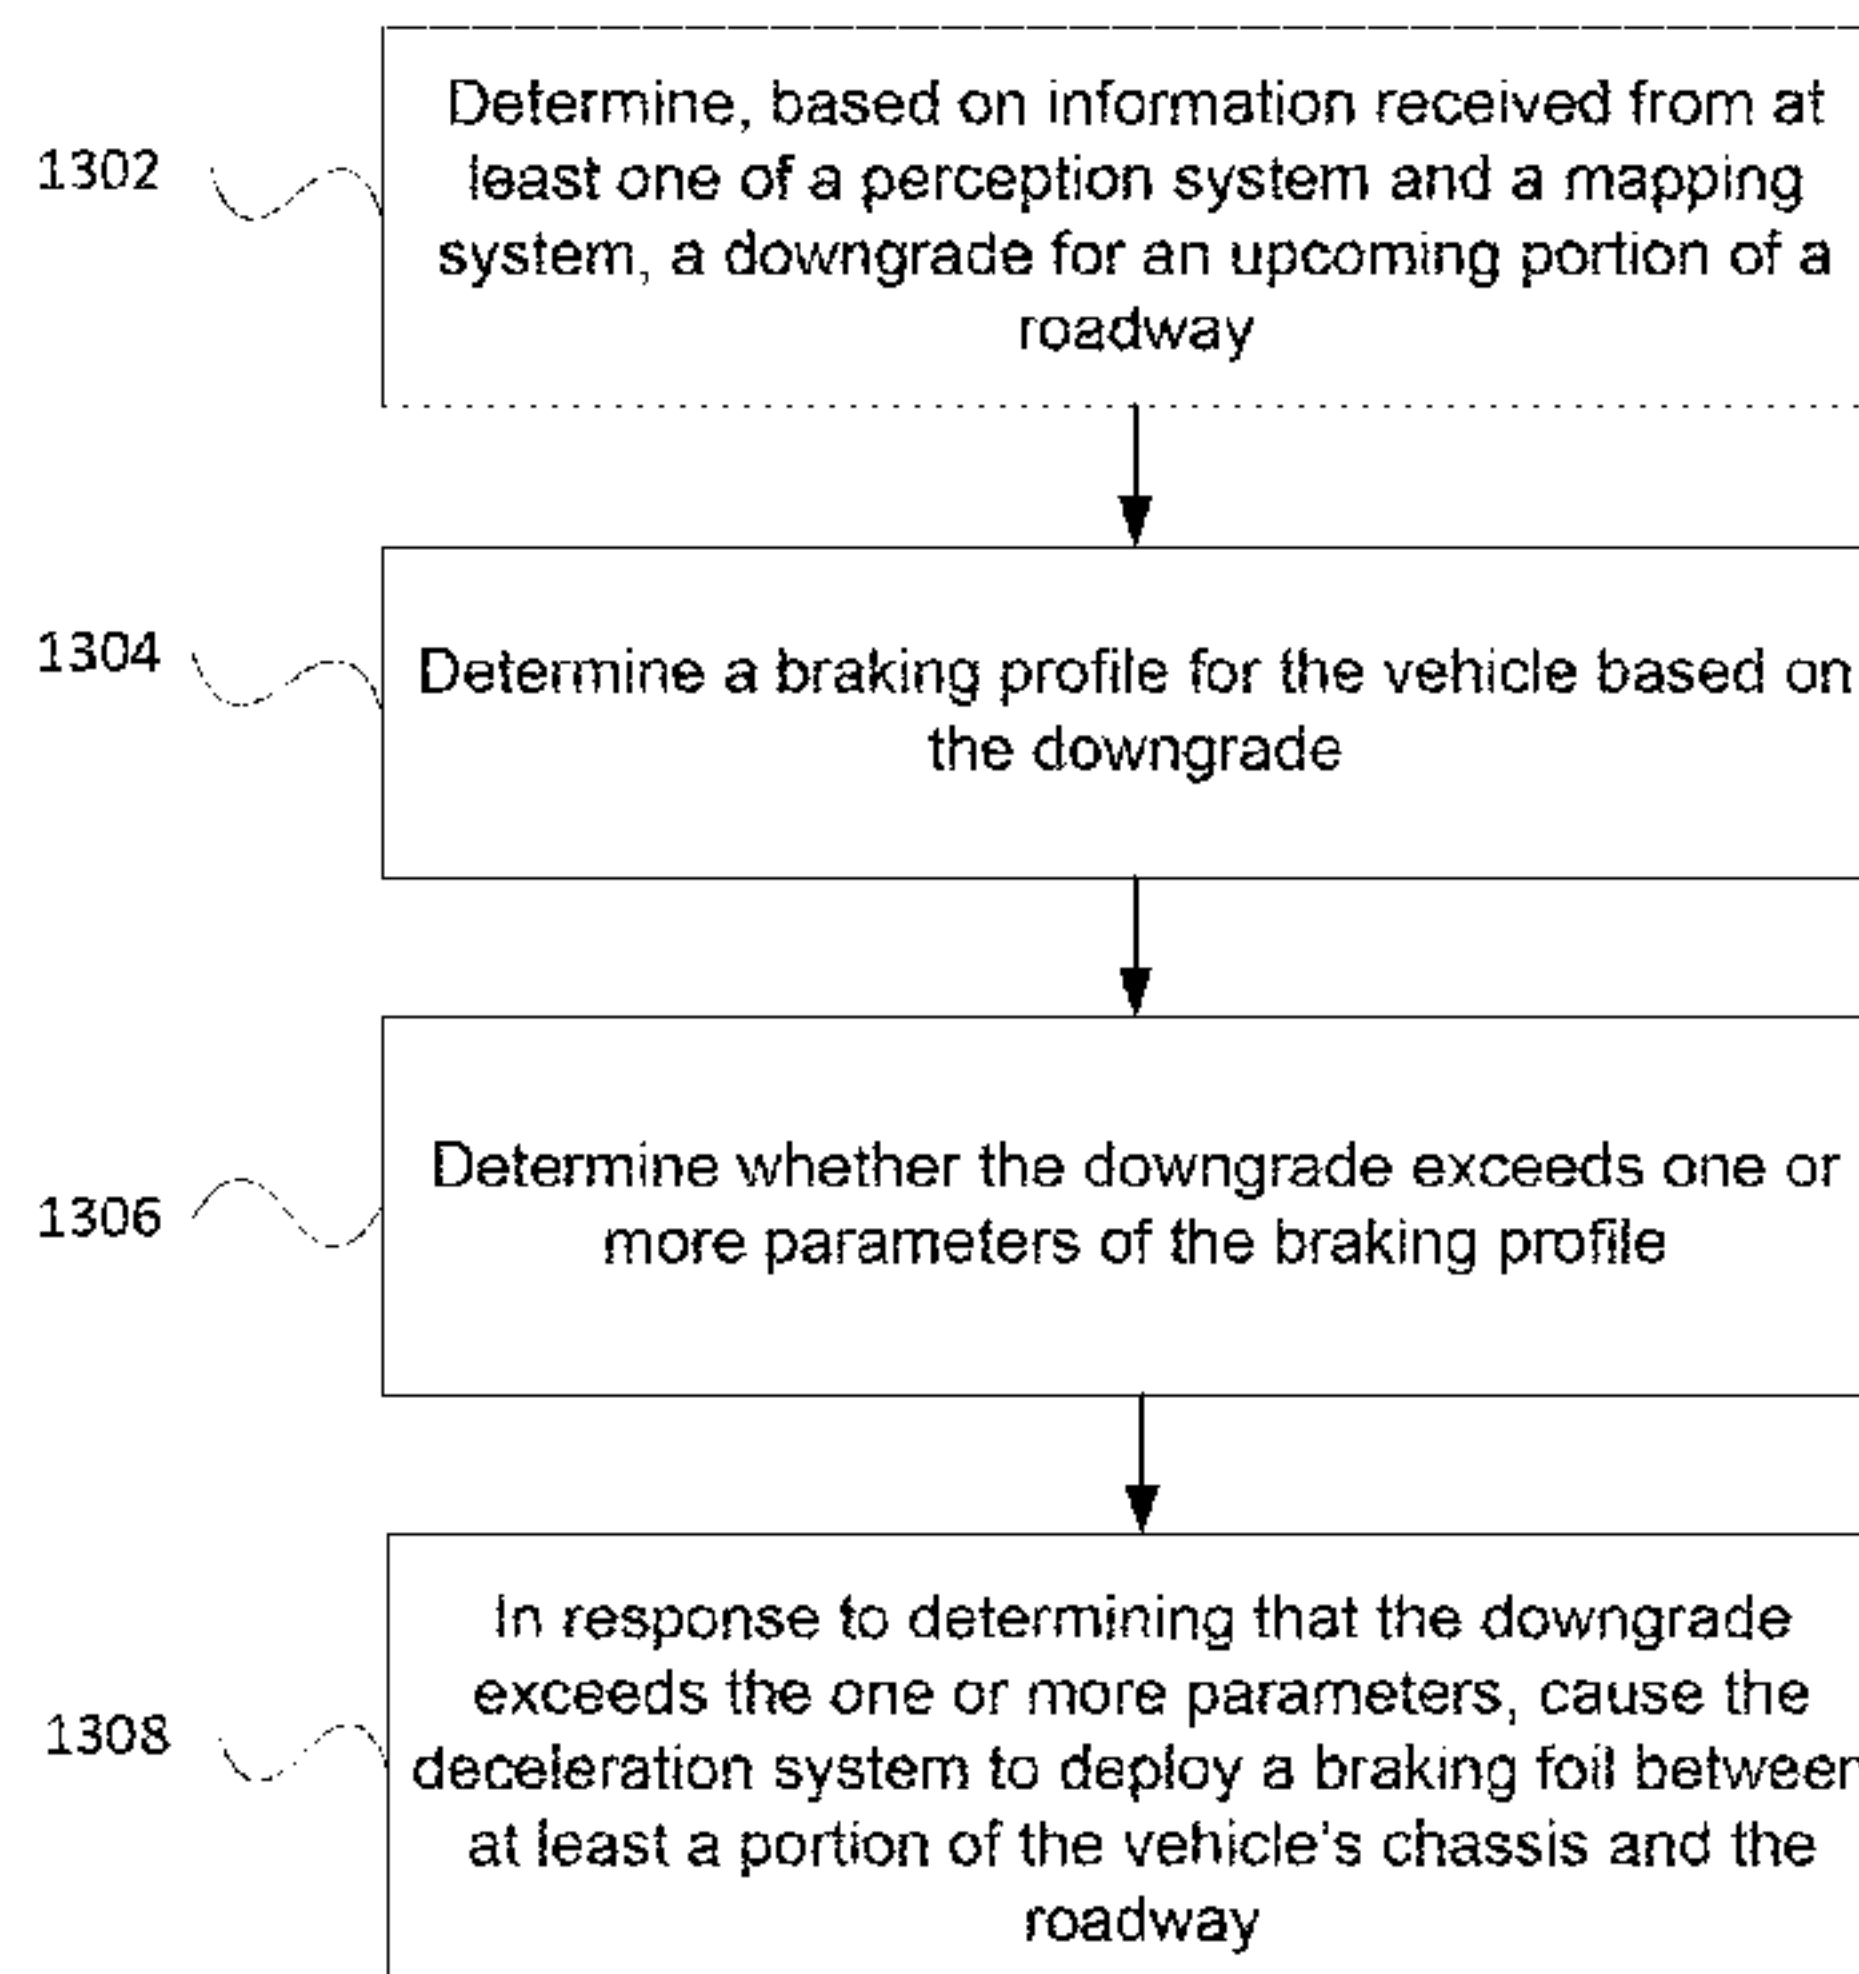 Determine, based on information received from at
least one of a perception system and a mapping
system, a downgrade for an upcoming portion of a
roadway
1302
Determine a braking profile for the vehicle based on
the downgrade
1304
Determine whether the downgrade exceeds one or
more parameters of the braking profile
1306
In response to determining that the downgrade
exceeds the one or more parameters, cause the
deceleration system to deploy a braking foil between
at least a portion of the vehicle's chassis and the
roadway
1308